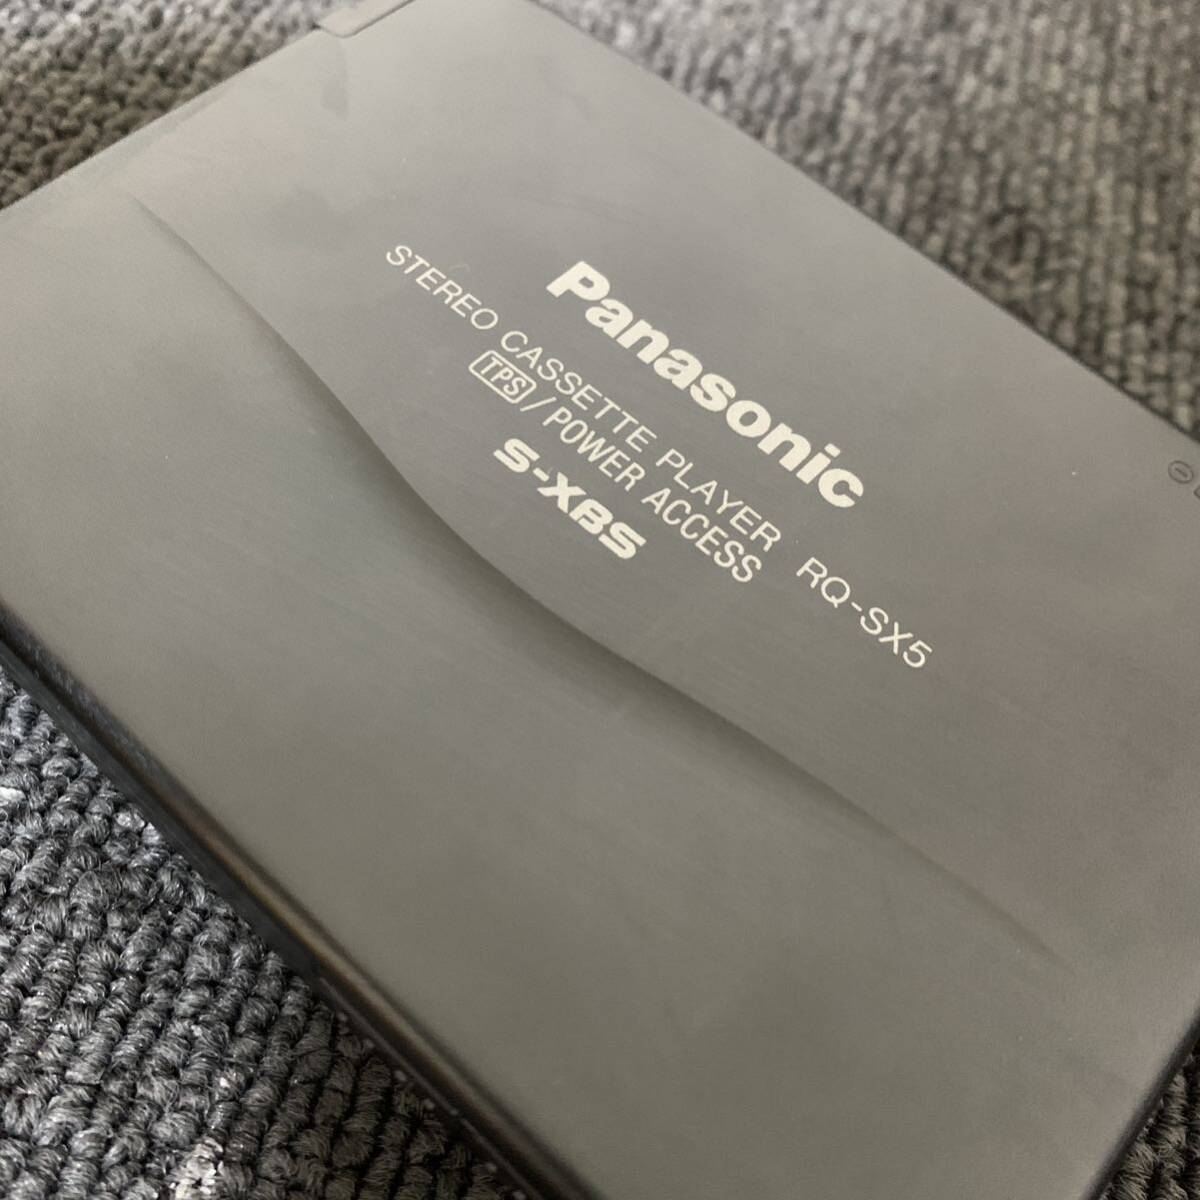 Panasonic
STEREO CASSETTE PLAYER RQ-SX5
TPS/POWER ACCESS
S-XBS